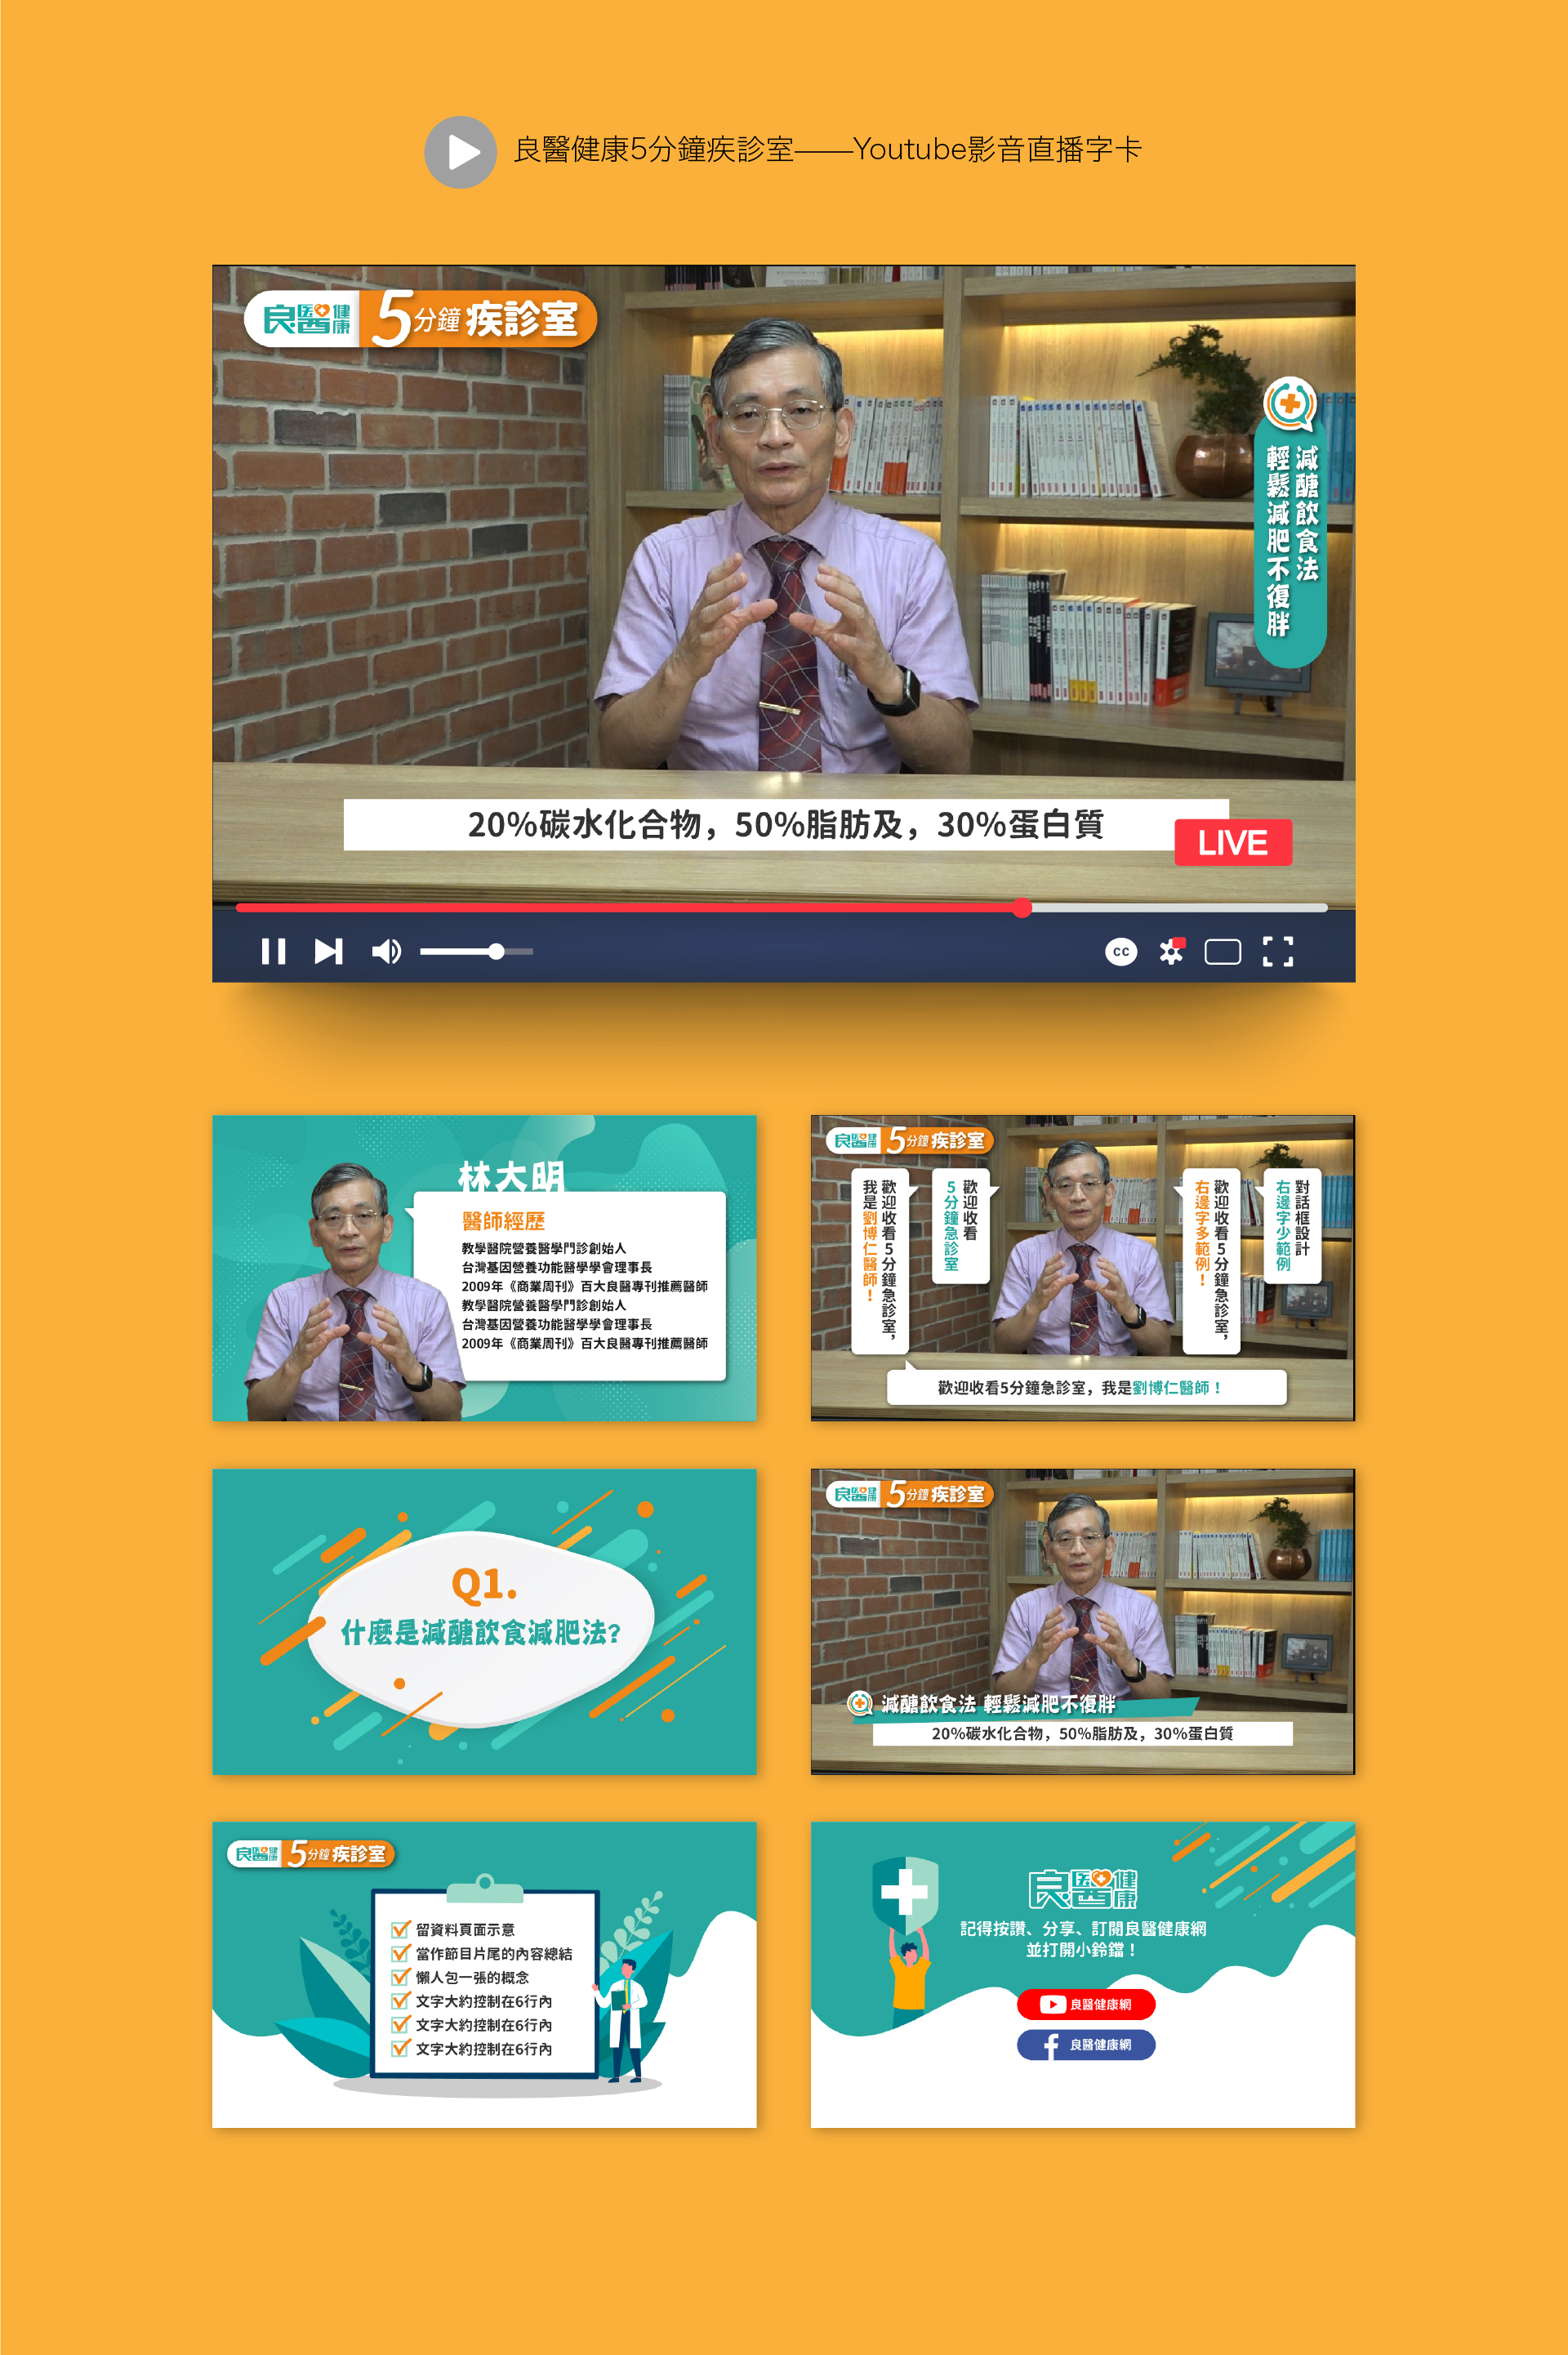 良醫健康5分鐘疾診室——Youtube影音直播字卡
良醫健康 5分鐘 疾診室
減醣飲食法
輕鬆減肥不復胖
20%碳水化合物，50%脂肪及，30%蛋白質
LIVE
CC
林大明
醫師經歷
教學醫院營養醫學門診創始人
台灣基因營養功能醫學學會理事長
2009年《商業周刊》百大良醫專刊推薦醫師
教學醫院營養醫學門診創始人
台灣基因營養功能醫學學會理事長
2009年《商業周刊》百大良醫專刊推薦醫師
良醫健康 5分鐘 疾診室
歡迎收看5分鐘急診室，
我是劉博仁醫師！
歡迎收看
5分鐘急診室
歡迎收看5分鐘急診室，
右邊字多範例！
對話框設計
右邊字少範例
歡迎收看5分鐘急診室，我是劉博仁醫師！
Q1.
什麼是減醣飲食減肥法?
良醫健康 5分鐘 疾診室
減醣飲食法 輕鬆減肥不復胖
20%碳水化合物，50%脂肪及，30%蛋白質
良醫健康 5分鐘 疾診室
留資料頁面示意
當作節目片尾的內容總結
懶人包一張的概念
文字大約控制在6行內
文字大約控制在6行內
文字大約控制在6行內
良醫健康
記得按讚、分享、訂閱良醫健康網
並打開小鈴鐺！
良醫健康網
良醫健康網